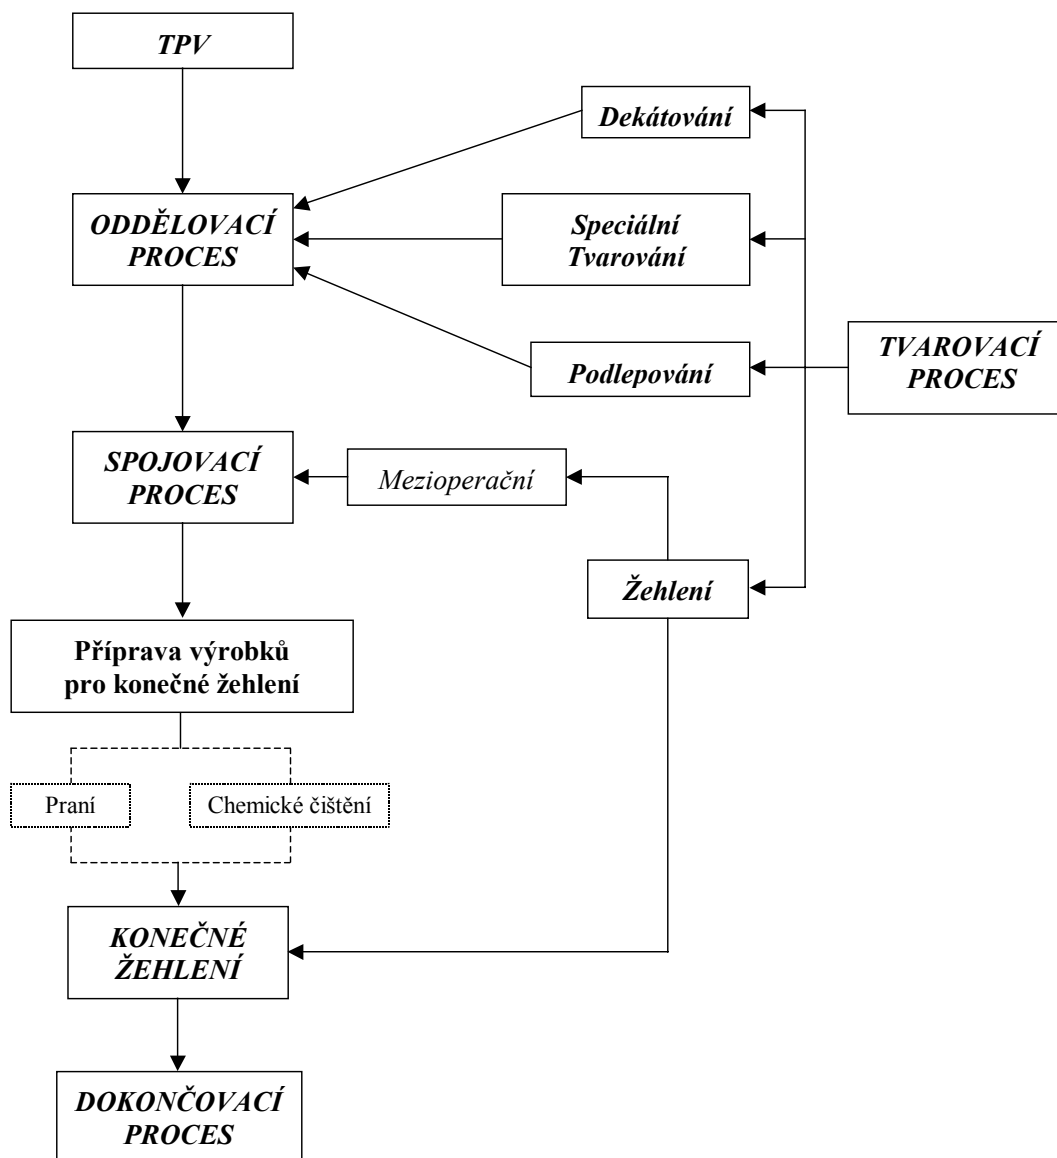 TPV
Dekátování
ODDĚLOVACÍ
PROCES
Speciální
Tvarování
TVAROVACÍ
PROCES
Podlepování
SPOJOVACÍ
PROCES
Mezioperační
Žehlení
Příprava výrobků
pro konečné žehlení
Praní
Chemické čištění
KONEČNÉ
ŽEHLENÍ
DOKONČOVACÍ
PROCES